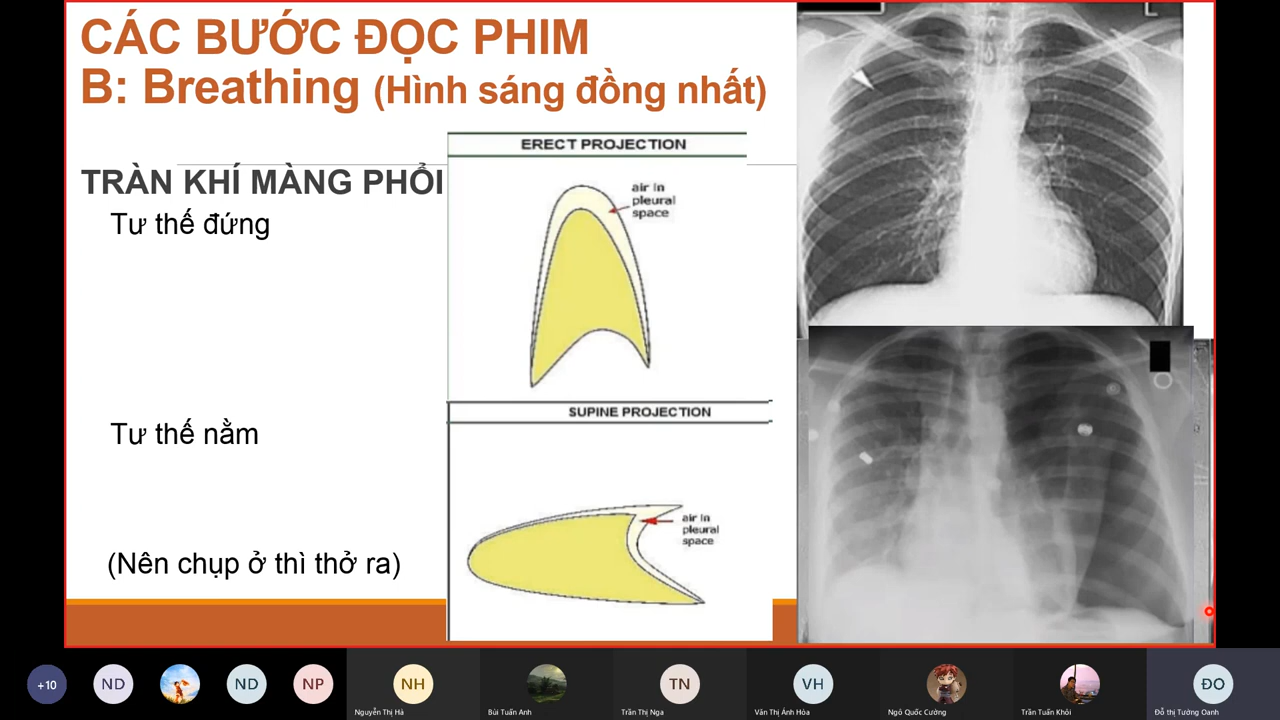 CÁC BƯỚC ĐỌC PHIM
B: Breathing (Hình sáng đồng nhất)
TRÀN KHÍ MÀNG PHỔI
Tư thế đứng
ERECT PROJECTION
air in
pleural
space
Tư thế nằm
SUPINE PROJECTION
air in
pleural
space
(Nên chụp ở thì thở ra)
L
+10
ND
ND
NP
NH
TN
VH
ĐO
Nguyễn Thị Hà
Bùi Tuấn Anh
Trần Thị Nga
Văn Thị Ánh Hòa
Ngô Quốc Cường
Trần Tuấn Khôi
Đỗ thị Tường Oanh